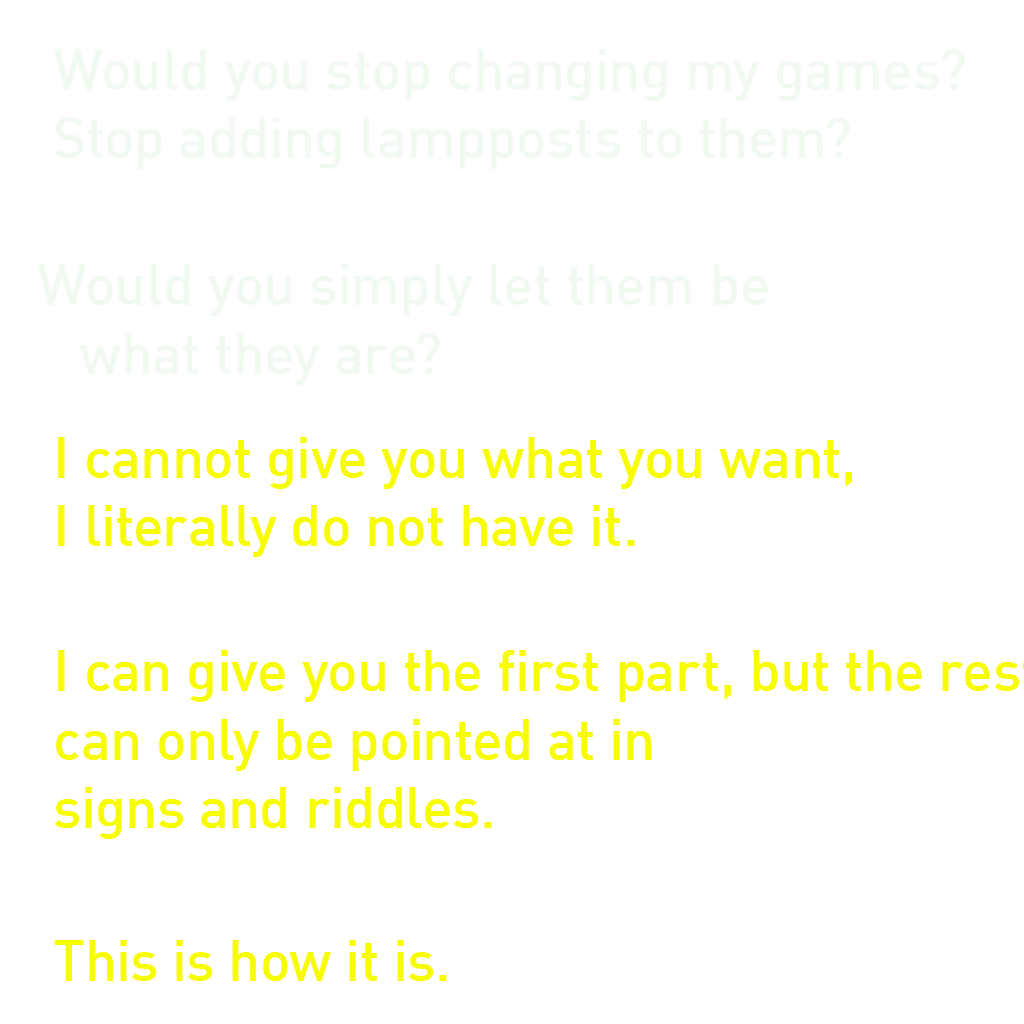 Would you stop changing my games?
Stop adding lampposts to them?
Would you simply let them be
what they are?
I cannot give you what you want,
I literally do not have it.
I can give you the first part, but the
can only be pointed at in
signs and riddles.
This is how it is.